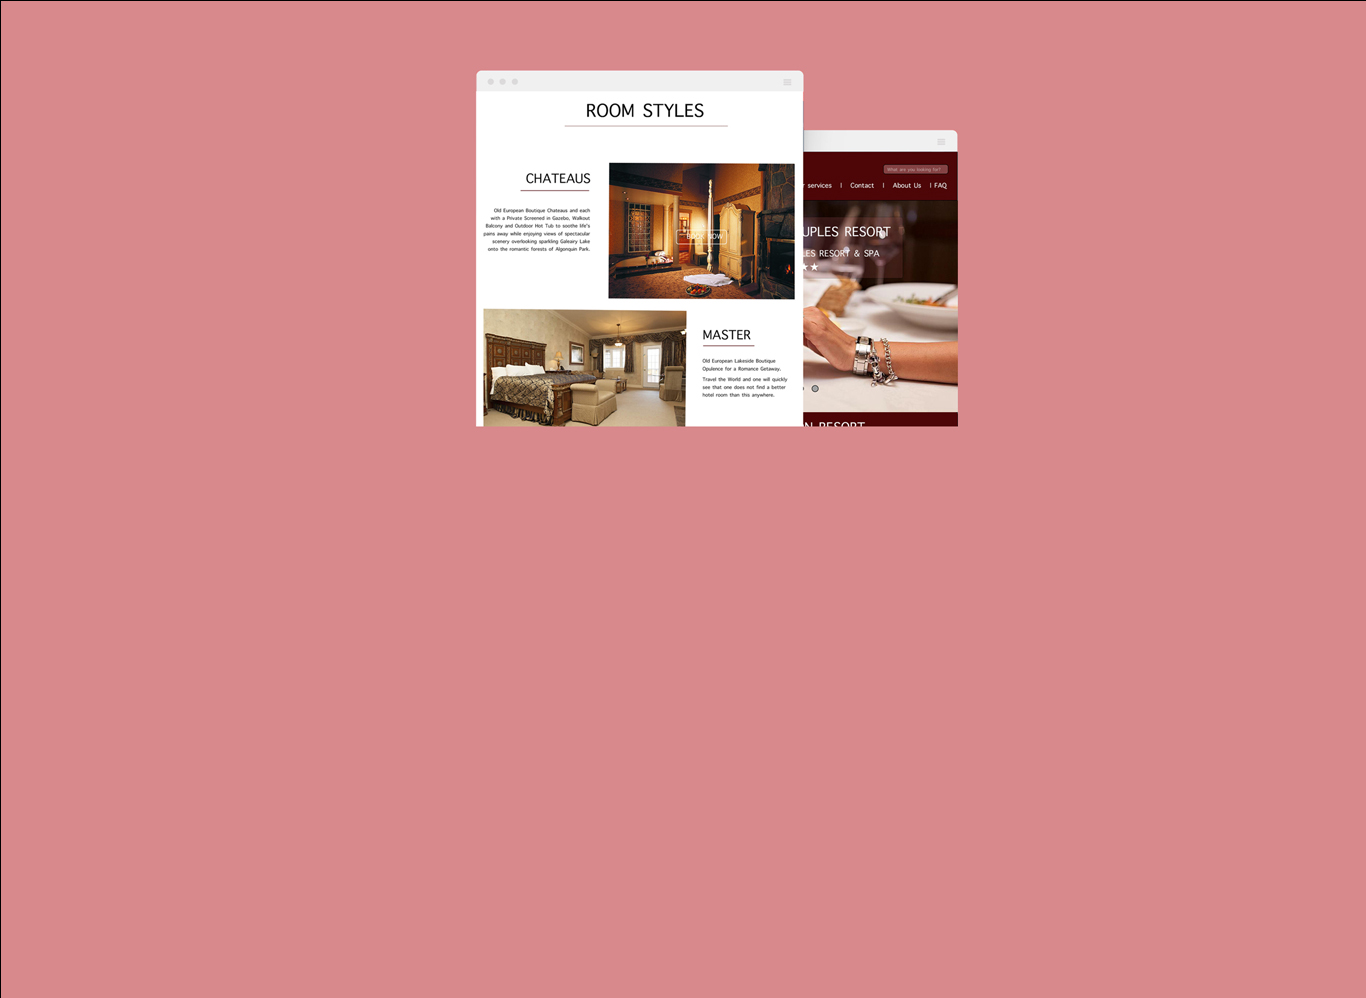 ROOM STYLES
CHATEAUS
Old European Boutique Chateaus and each
with a Private Screened in Gazebo, Walkout
Balcony and Outdoor Hot Tub to soothe life's
pains away while enjoying views of spectacular
scenery overlooking sparkling Galeairy Lake
onto the romantic forests of Algonquin Park.
BOOK NOW
MASTER
Old European Lakeside Boutique
Opulence for a Romance Getaway.
Travel the World and one will quickly
see that one does not find a better
hotel room than this anywhere.
What are you looking for?
r services | Contact | About Us | FAQ
UPLES RESORT
LES RESORT & SPA
N RESORT